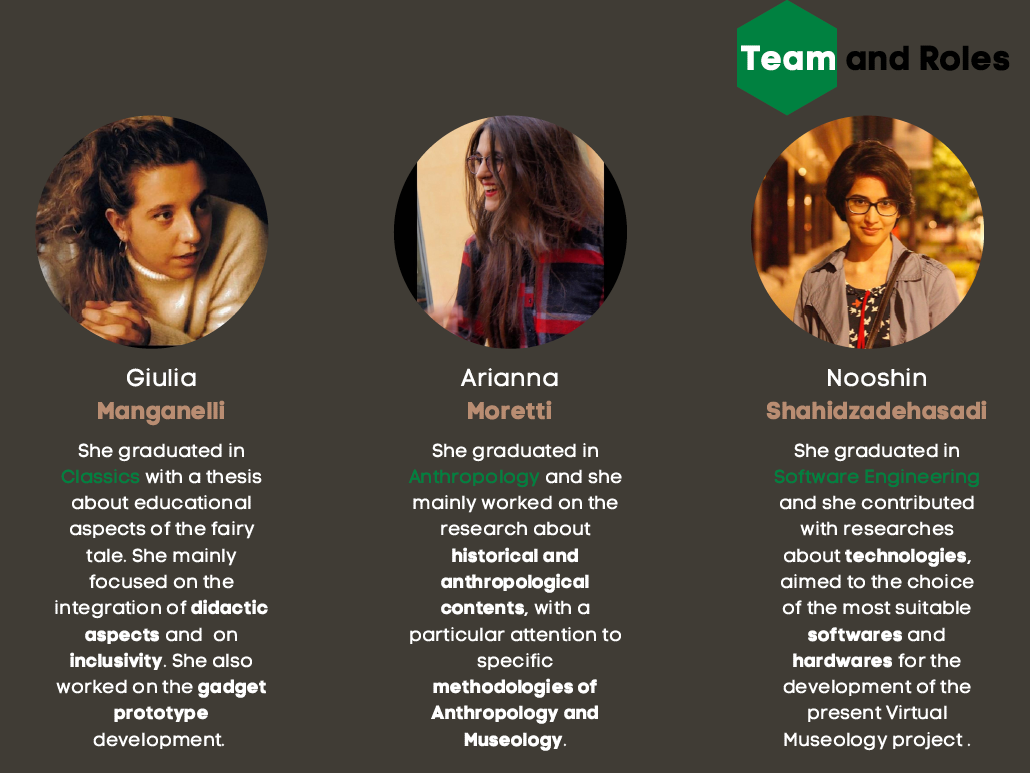 Team and Roles
Giulia
Manganelli
She graduated in
Classics with a thesis
about educational
aspects of the fairy
tale. She mainly
focused on the
integration of didactic
aspects and on
inclusivity. She also
worked on the gadget
prototype
development.
Arianna
Moretti
She graduated in
Anthropology and she
mainly worked on the
research about
historical and
anthropological
contents, with a
particular attention to
specific
methodologies of
Anthropology and
Museology.
Nooshin
Shahidzadehasadi
She graduated in
Software Engineering
and she contributed
with researches
about technologies,
aimed to the choice
of the most suitable
softwares and
hardwares for the
development of the
present Virtual
Museology project .